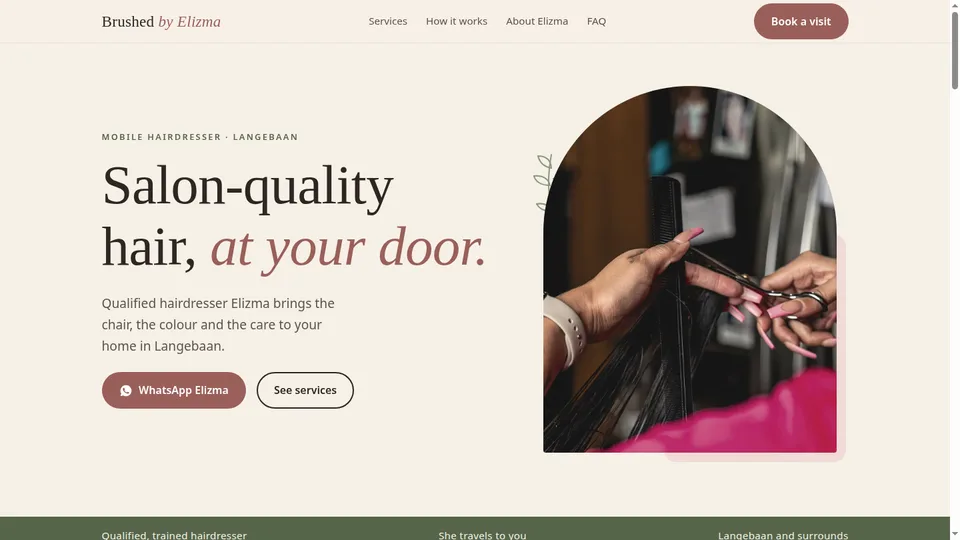 Brushed by Elizma
Services
How it works
About Elizma
FAQ
Book a visit
MOBILE HAIRDRESSER · LANGEBAAN
Salon-quality
hair, at your door.
Qualified hairdresser Elizma brings the
chair, the colour and the care to your
home in Langebaan.
WhatsApp Elizma
See services
Qualified, trained hairdresser
She travels to you
Langebaan and surrounds